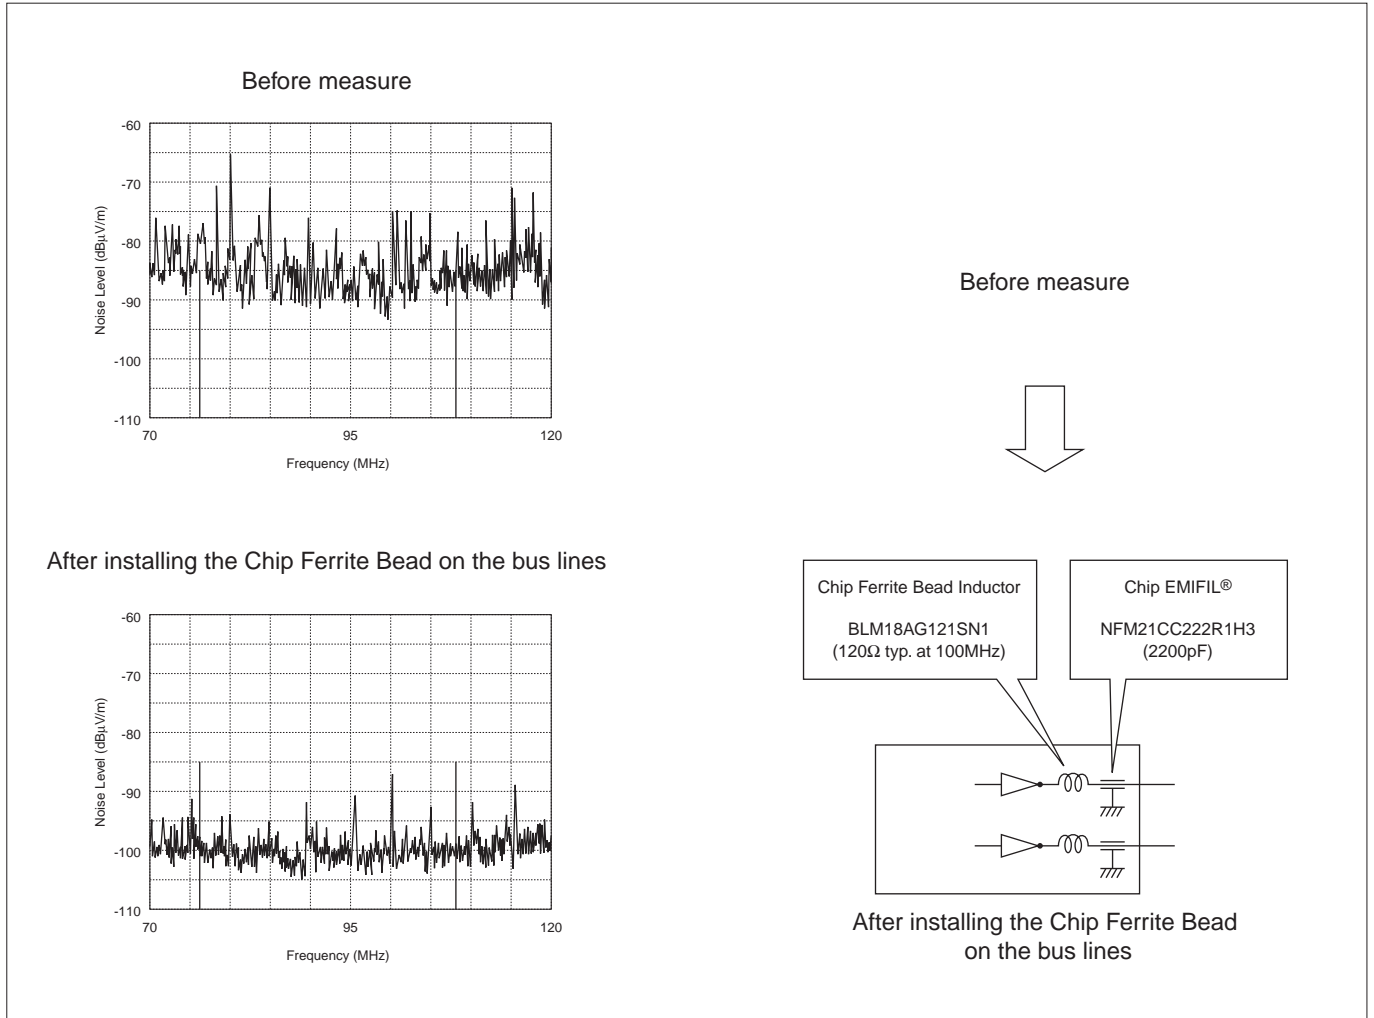 Before measure
-60
-70
-80
-90
-100
-110
70
95
120
Noise Level (dBμV/m)
Frequency (MHz)
Before measure
After installing the Chip Ferrite Bead on the bus lines
-60
-70
-80
-90
-100
-110
70
95
120
Noise Level (dBμV/m)
Frequency (MHz)
Chip Ferrite Bead Inductor
BLM18AG121SN1
(120Ω typ. at 100MHz)
Chip EMIFIL®
NFM21CC222R1H3
(2200pF)
After installing the Chip Ferrite Bead
on the bus lines